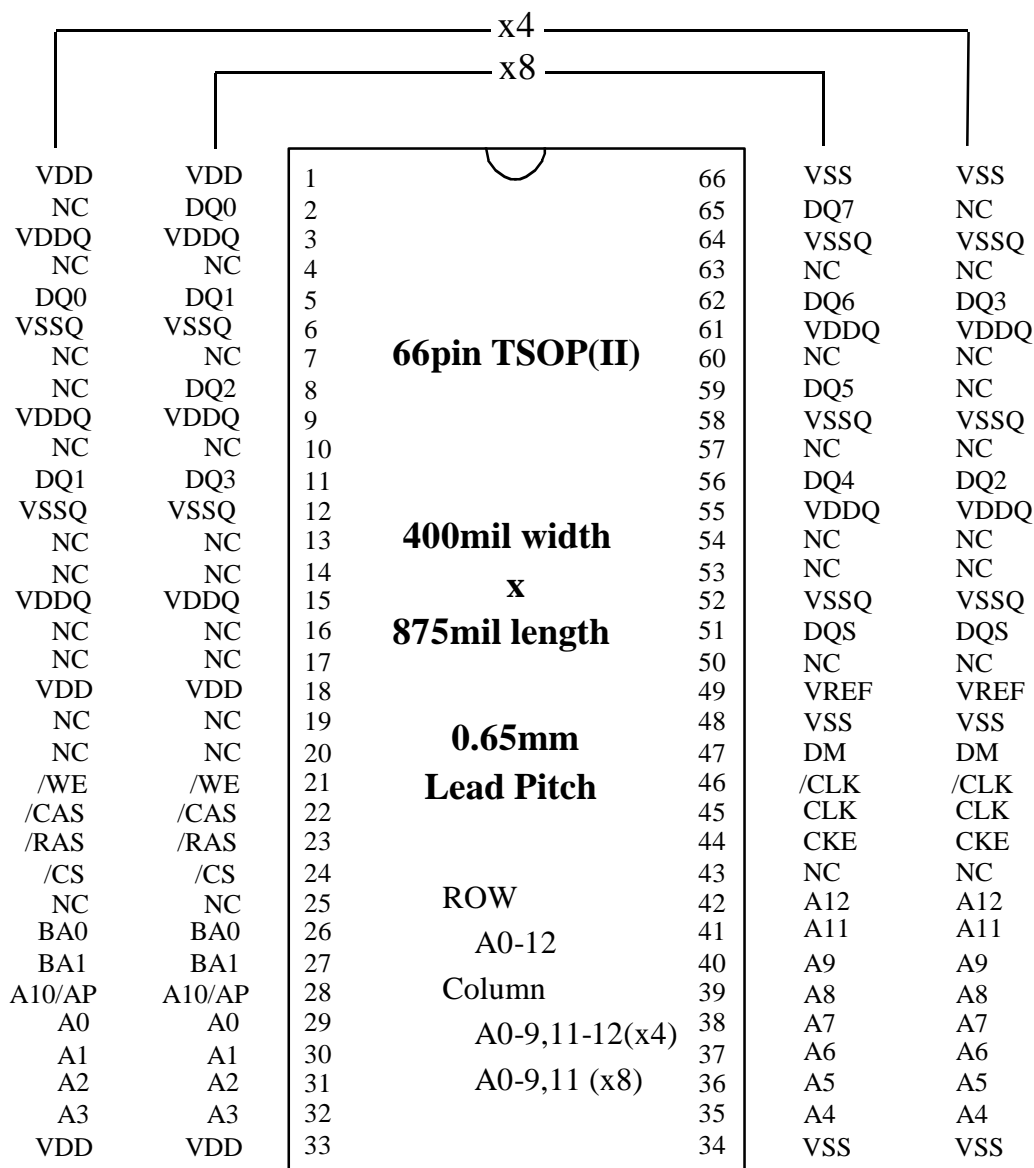 x4
x8
VDD VDD 1 66 VSS VSS
NC DQ0 2 65 DQ7 NC
VDDQ VDDQ 3 64 VSSQ VSSQ
NC NC 4 63 NC NC
DQ0 DQ1 5 62 DQ6 DQ3
VSSQ VSSQ 6 61 VDDQ VDDQ
NC NC 7 66pin TSOP(II) 60 NC NC
NC DQ2 8 59 DQ5 NC
VDDQ VDDQ 9 58 VSSQ VSSQ
NC NC 10 57 NC NC
DQ1 DQ3 11 56 DQ4 DQ2
VSSQ VSSQ 12 55 VDDQ VDDQ
NC NC 13 400mil width 54 NC NC
NC NC 14 x 53 NC NC
VDDQ VDDQ 15 52 VSSQ VSSQ
NC NC 16 875mil length 51 DQS DQS
NC NC 17 50 NC NC
VDD VDD 18 49 VREF VREF
NC NC 19 0.65mm 48 VSS VSS
NC NC 20 47 DM DM
/WE /WE 21 Lead Pitch 46 /CLK /CLK
/CAS /CAS 22 45 CLK CLK
/RAS /RAS 23 44 CKE CKE
/CS /CS 24 43 NC NC
NC NC 25 ROW 42 A12 A12
BA0 BA0 26 A0-12 41 A11 A11
BA1 BA1 27 40 A9 A9
A10/AP A10/AP 28 Column 39 A8 A8
A0 A0 29 A0-9,11-12(x4) 38 A7 A7
A1 A1 30 37 A6 A6
A2 A2 31 A0-9,11 (x8) 36 A5 A5
A3 A3 32 35 A4 A4
VDD VDD 33 34 VSS VSS